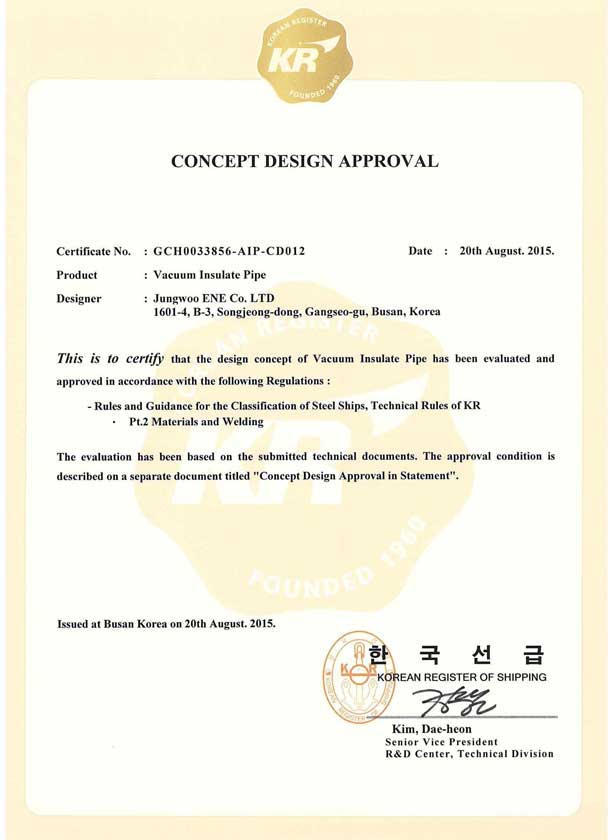 KOREAN REGISTER
KR
FOUNDED 1960
CONCEPT DESIGN APPROVAL
Certificate No. : GCH0033856-AIP-CD012 Date : 20th August. 2015.
Product : Vacuum Insulate Pipe
Designer : Jungwoo ENE Co. LTD
1601-4, B-3, Songjeong-dong, Gangseo-gu, Busan, Korea
KOREAN REGISTER
This is to certify that the design concept of Vacuum Insulate Pipe has been evaluated and
approved in accordance with the following Regulations :
- Rules and Guidance for the Classification of Steel Ships, Technical Rules of KR
· Pt.2 Materials and Welding
The evaluation has been based on the submitted technical documents. The approval condition is
described on a separate document titled "Concept Design Approval in Statement".
KR
FOUNDED 1960
Issued at Busan Korea on 20th August. 2015.
한국선급
KOR
KOREAN REGISTER OF SHIPPING
Kim, Dae-heon
Senior Vice President
R&D Center, Technical Division